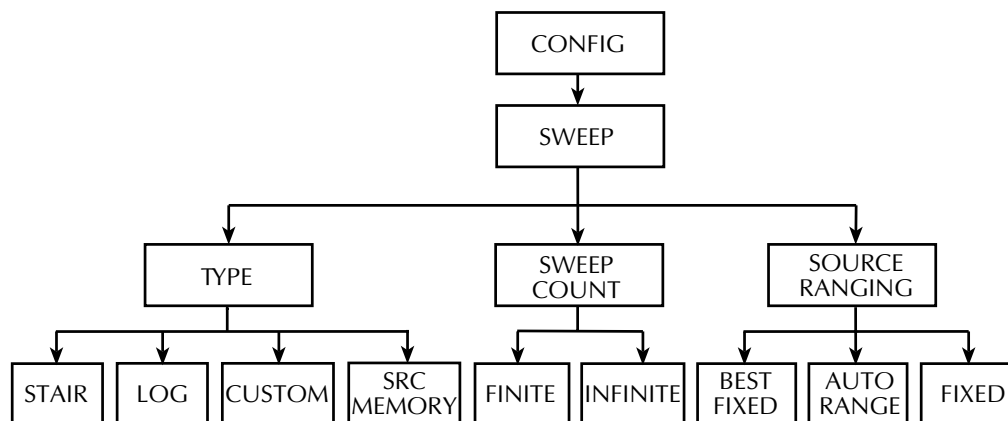 CONFIG
SWEEP
TYPE
SWEEP
COUNT
SOURCE
RANGING
STAIR
LOG
CUSTOM
SRC
MEMORY
FINITE
INFINITE
BEST
FIXED
AUTO
RANGE
FIXED